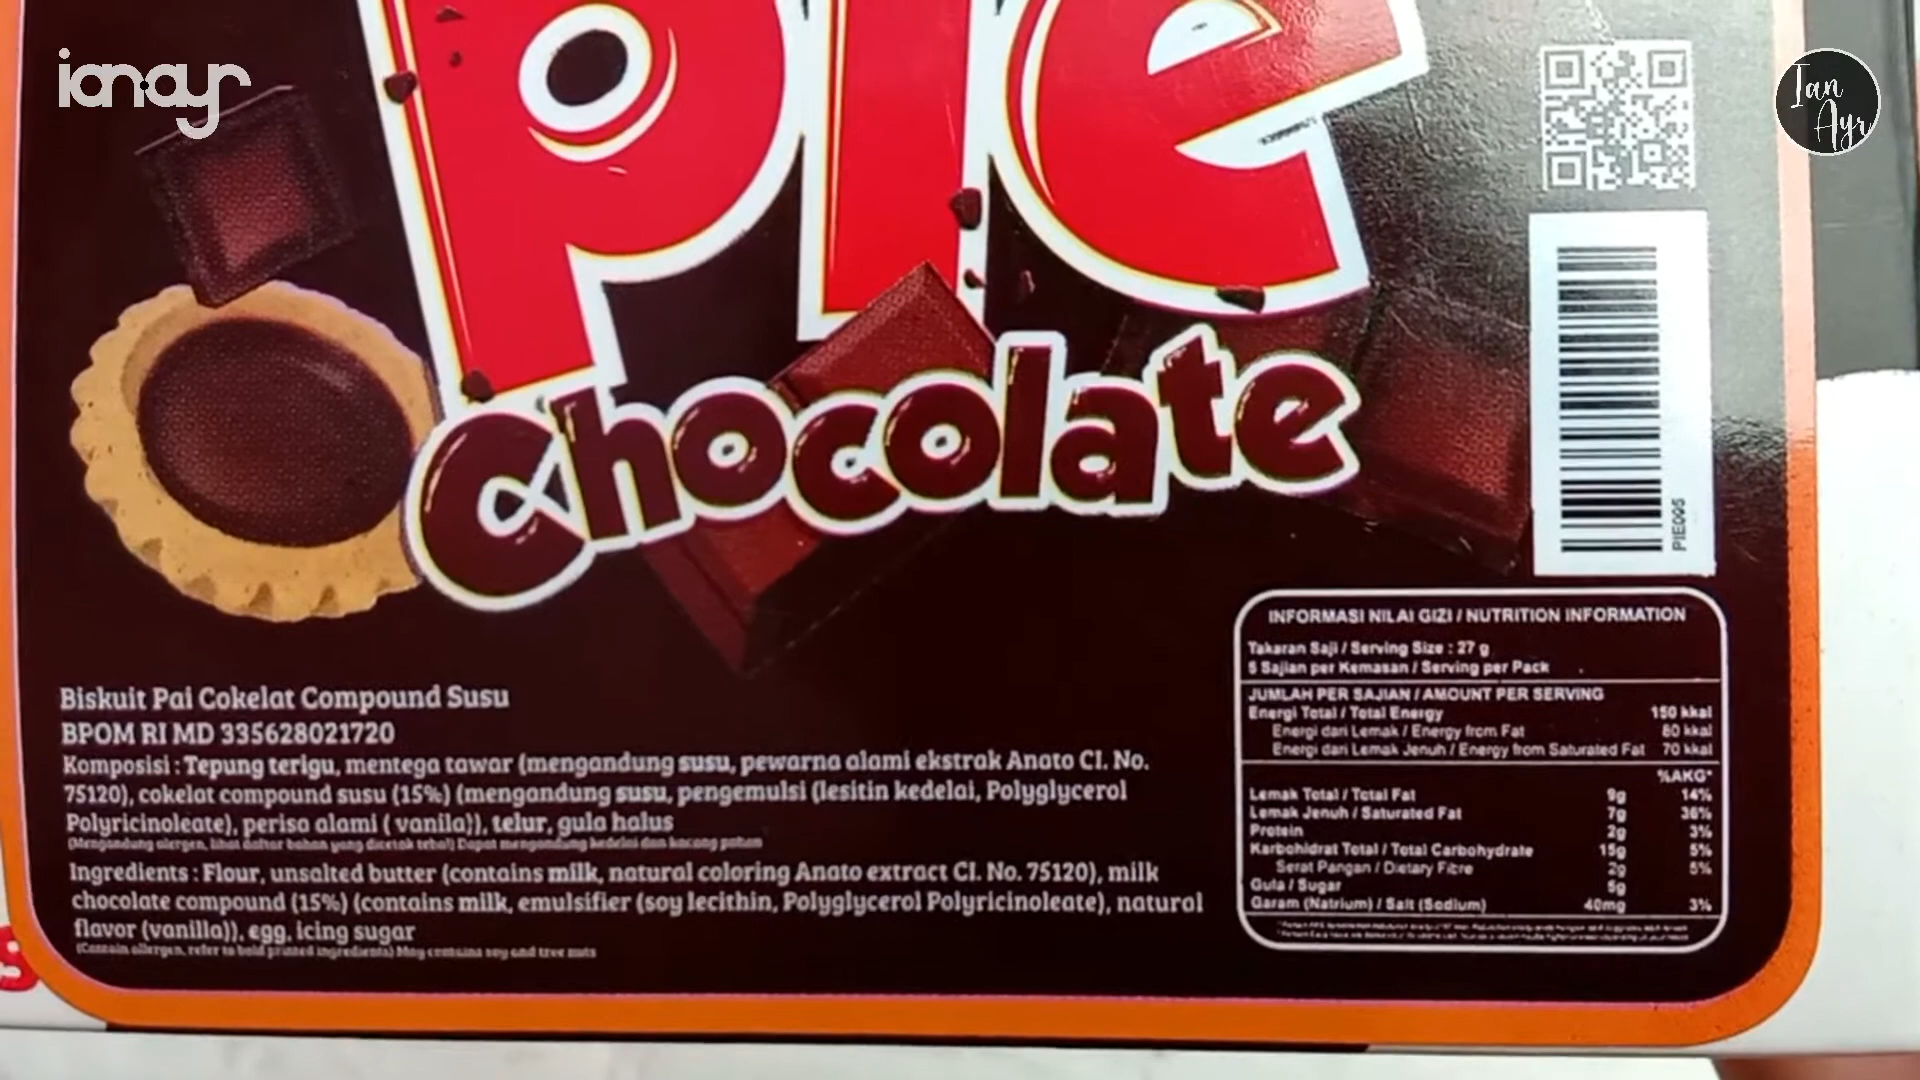 ianayr
Ian
Ayr
Pie
Chocolate
PIE095
Biskuit Pai Cokelat Compound Susu
BPOM RI MD 335628021720
Komposisi : Tepung terigu, mentega tawar (mengandung susu, pewarna alami ekstrak Anato CI. No.
75120), cokelat compound susu (15%) (mengandung susu, pengemulsi (lesitin kedelai, Polyglycerol
Polyricinoleate), perisa alami ( vanila)), telur, gula halus
(Mengandung alergen, lihat daftar bahan yang dicetak tebal) Dapat mengandung kedelai dan kacang pohon
Ingredients : Flour, unsalted butter (contains milk, natural coloring Anato extract CI. No. 75120), milk
chocolate compound (15%) (contains milk, emulsifier (soy lecithin, Polyglycerol Polyricinoleate), natural
flavor (vanilla)), egg, icing sugar
(Contain allergen, refer to bold printed ingredients) May contains soy and tree nuts
INFORMASI NILAI GIZI / NUTRITION INFORMATION
Takaran Saji / Serving Size : 27 g
5 Sajian per Kemasan / Serving per Pack
JUMLAH PER SAJIAN / AMOUNT PER SERVING
Energi Total / Total Energy 150 kkal
Energi dari Lemak / Energy from Fat 80 kkal
Energi dari Lemak Jenuh / Energy from Saturated Fat 70 kkal
%AKG*
Lemak Total / Total Fat 9g 14%
Lemak Jenuh / Saturated Fat 7g 36%
Protein 2g 3%
Karbohidrat Total / Total Carbohydrate 15g 5%
Serat Pangan / Dietary Fibre 2g 5%
Gula / Sugar 5g
Garam (Natrium) / Salt (Sodium) 40mg 3%